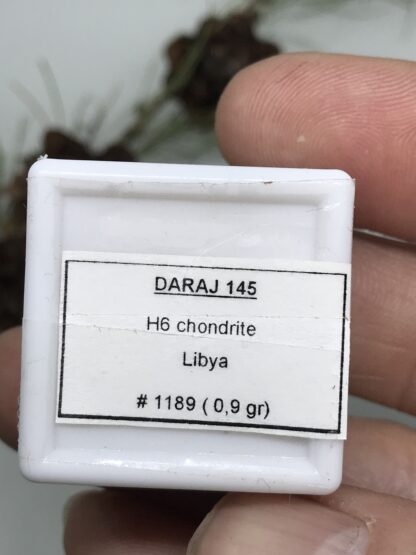 DARAJ 145
H6 chondrite
Libya
# 1189 ( 0,9 gr)